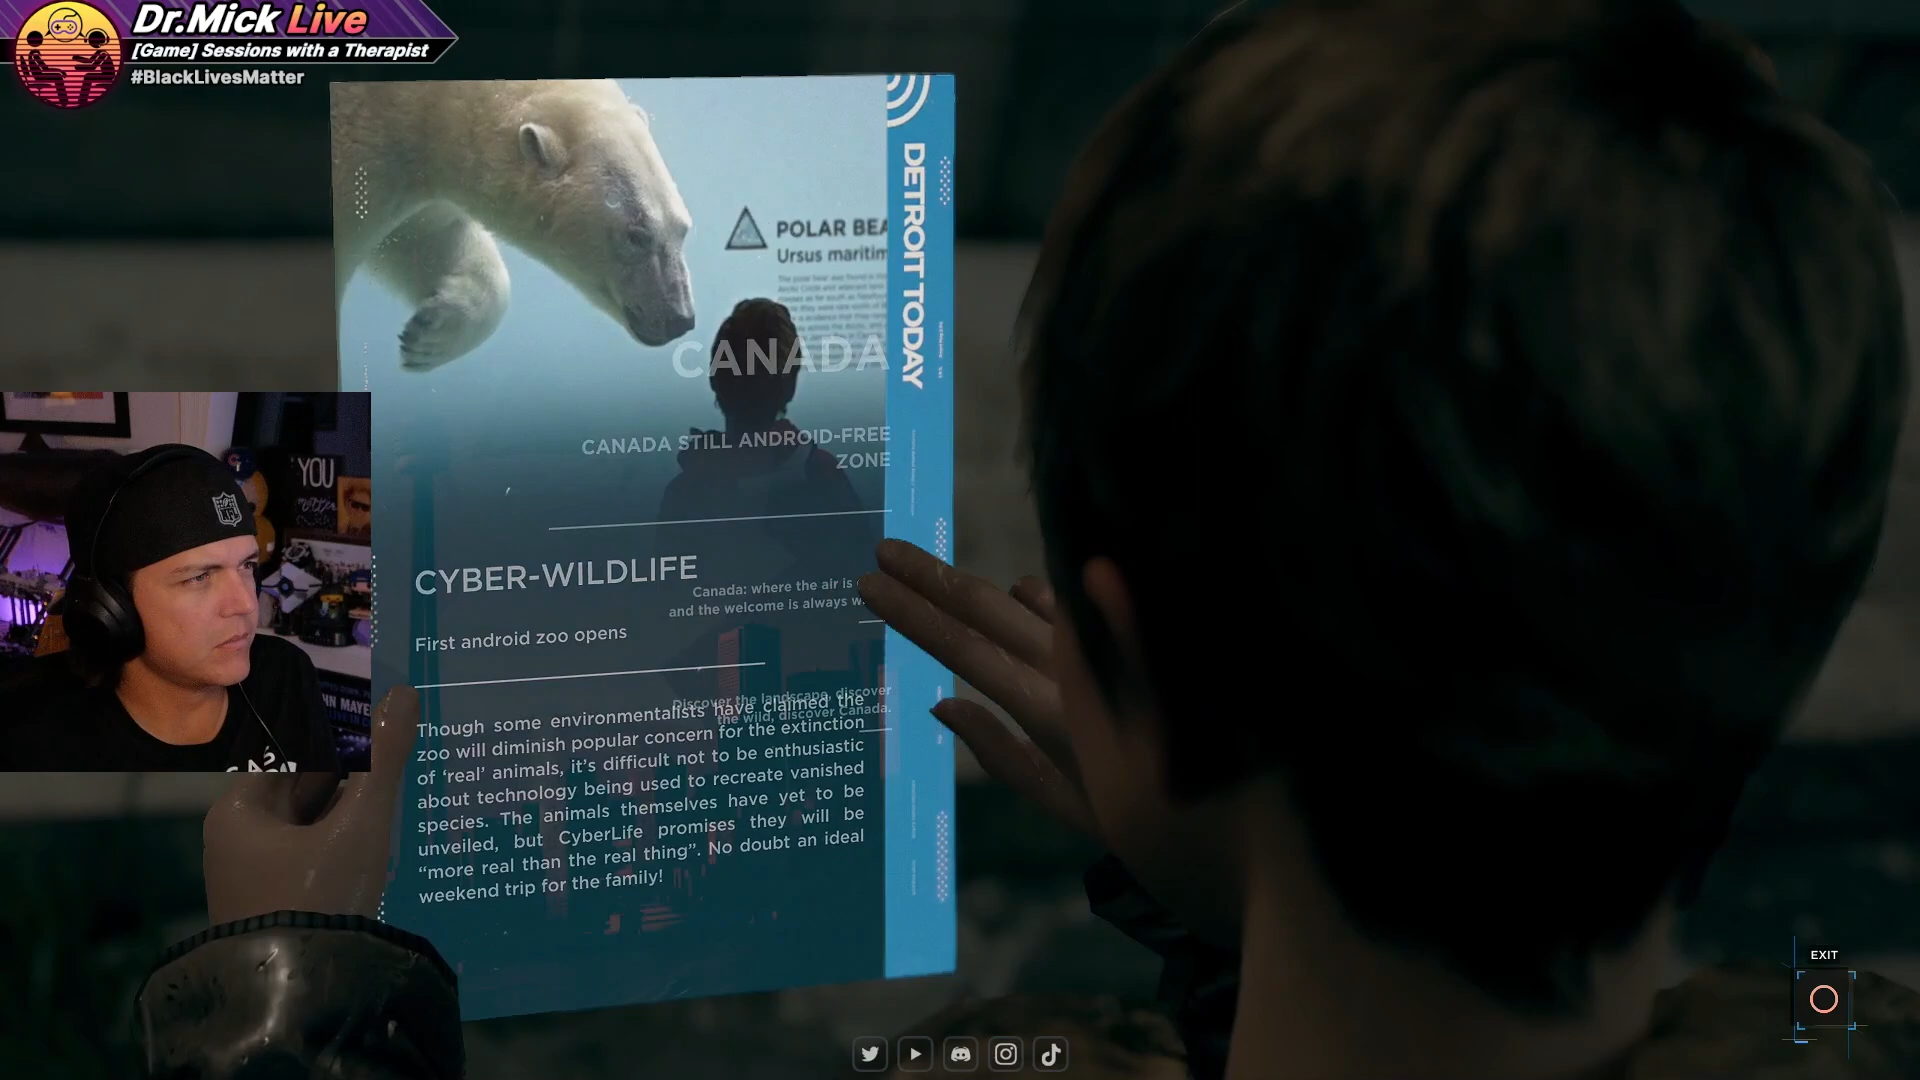 Dr.Mick Live
[Game] Sessions with a Therapist
#BlackLivesMatter
DETROIT TODAY
POLAR BEA
Ursus maritim
CANADA
CANADA STILL ANDROID-FREE
ZONE
CYBER-WILDLIFE
Canada: where the air is
and the welcome is always w
First android zoo opens
Discover the landscape, discover
the wild, discover Canada.
Though some environmentalists have claimed the
zoo will diminish popular concern for the extinction
of ‘real’ animals, it’s difficult not to be enthusiastic
about technology being used to recreate vanished
species. The animals themselves have yet to be
unveiled, but CyberLife promises they will be
“more real than the real thing”. No doubt an ideal
weekend trip for the family!
YOU
matter
NFL
HN MAYE
EXIT